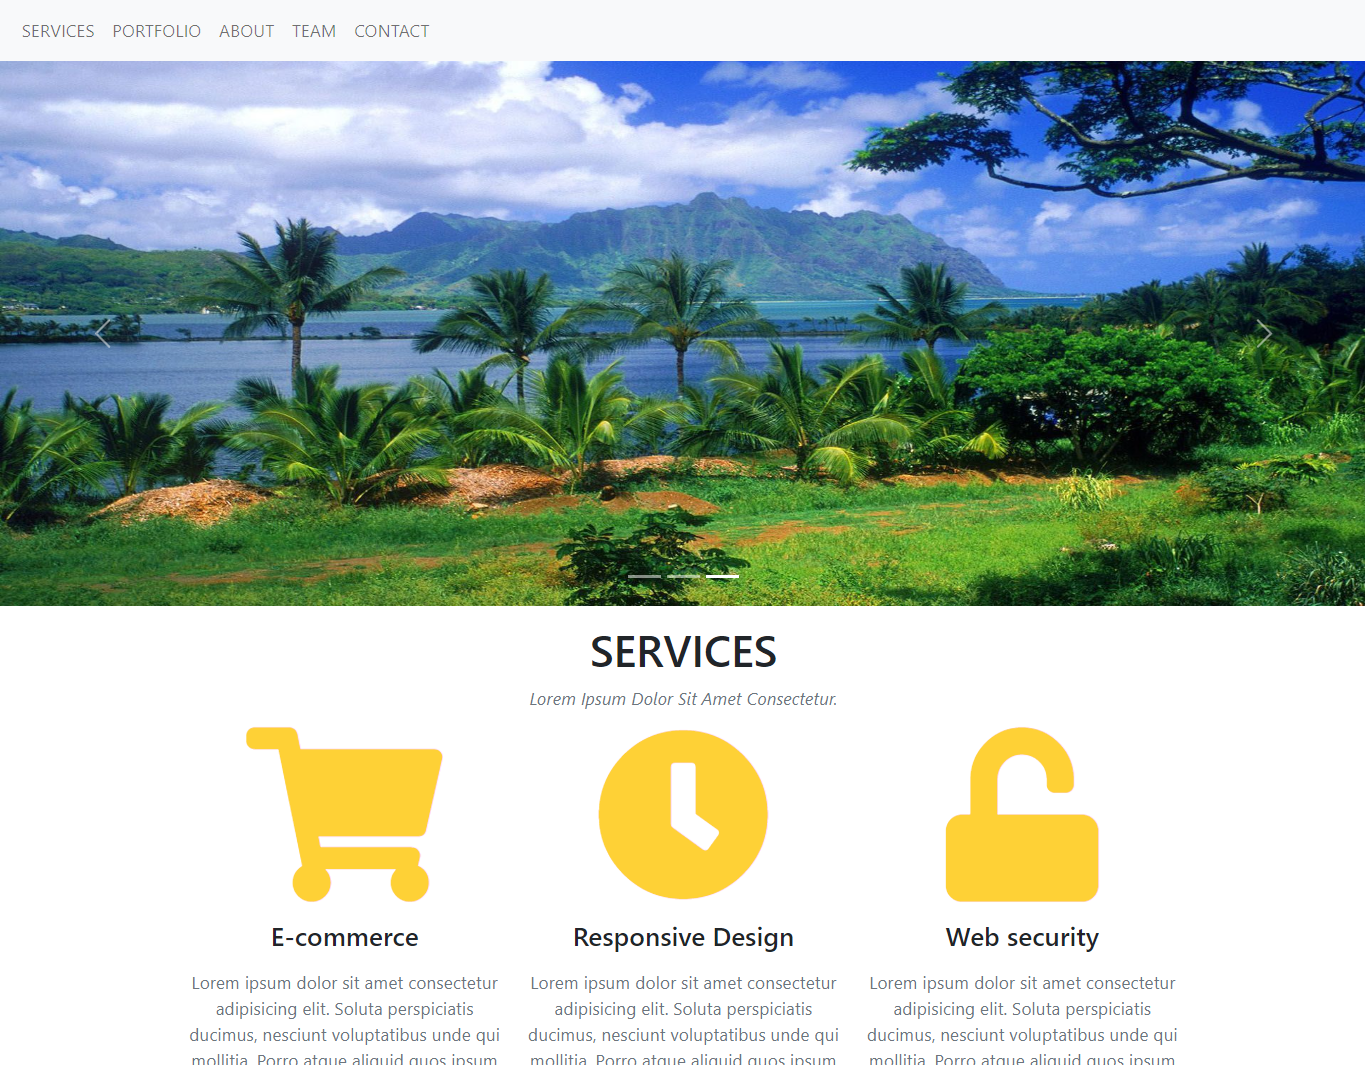 SERVICES PORTFOLIO ABOUT TEAM CONTACT
SERVICES
Lorem Ipsum Dolor Sit Amet Consectetur.
E-commerce
Lorem ipsum dolor sit amet consectetur
adipisicing elit. Soluta perspiciatis
ducimus, nesciunt voluptatibus unde qui
mollitia. Porro atque aliquid quos ipsum
Responsive Design
Lorem ipsum dolor sit amet consectetur
adipisicing elit. Soluta perspiciatis
ducimus, nesciunt voluptatibus unde qui
mollitia. Porro atque aliquid quos ipsum
Web security
Lorem ipsum dolor sit amet consectetur
adipisicing elit. Soluta perspiciatis
ducimus, nesciunt voluptatibus unde qui
mollitia. Porro atque aliquid quos ipsum